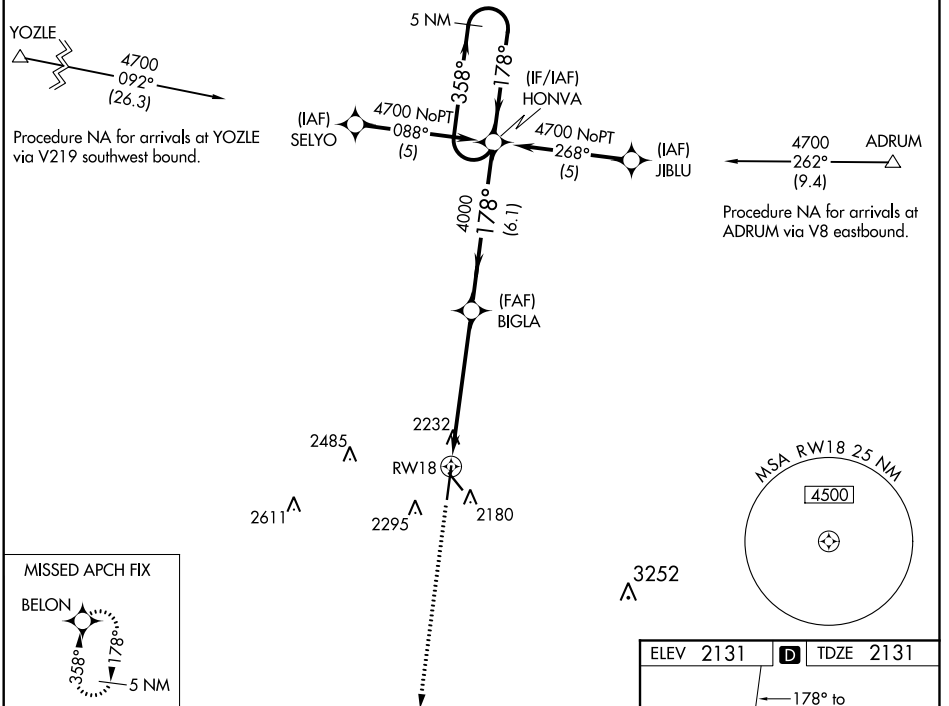 YOZLE
4700
092°
(26.3)
Procedure NA for arrivals at YOZLE
via V219 southwest bound.
5 NM
358°
178°
(IF/IAF)
HONVA
(IAF)
SELYO
4700 NoPT
088°
(5)
4700 NoPT
268°
(5)
(IAF)
JIBLU
4700
262°
(9.4)
ADRUM
Procedure NA for arrivals at
ADRUM via V8 eastbound.
4000
178°
(6.1)
(FAF)
BIGLA
2232
2485
RW18
2611
2295
2180
3252
MSA RW18 25 NM
4500
MISSED APCH FIX
BELON
358°
178°
5 NM
ELEV 2131 D TDZE 2131
178° to